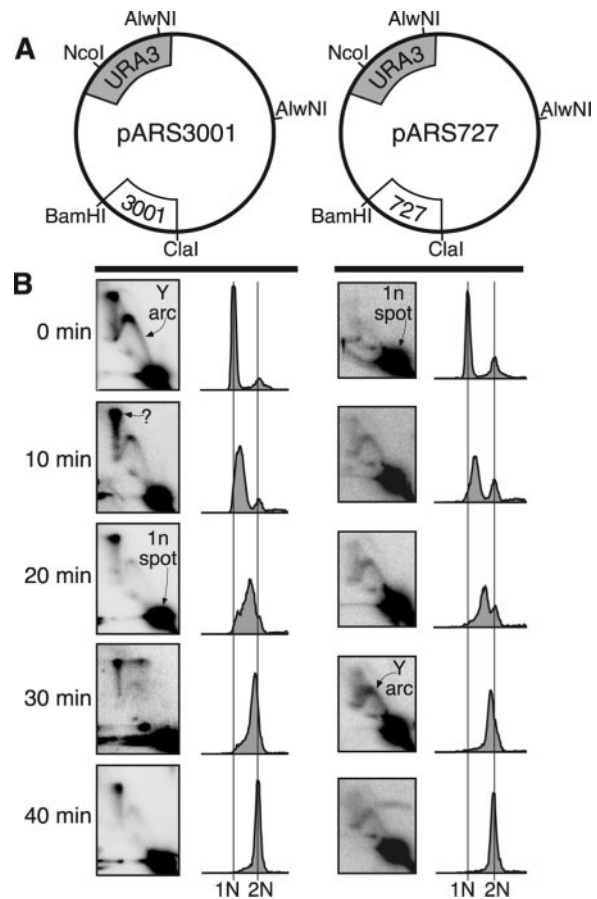 A
AlwNI
NcoI
URA3
AlwNI
pARS3001
BamHI
3001
ClaI
AlwNI
NcoI
URA3
AlwNI
pARS727
BamHI
727
ClaI
B
0 min
Y
arc
1n
spot
10 min
?
20 min
1n
spot
30 min
Y
arc
40 min
1N 2N
1N 2N